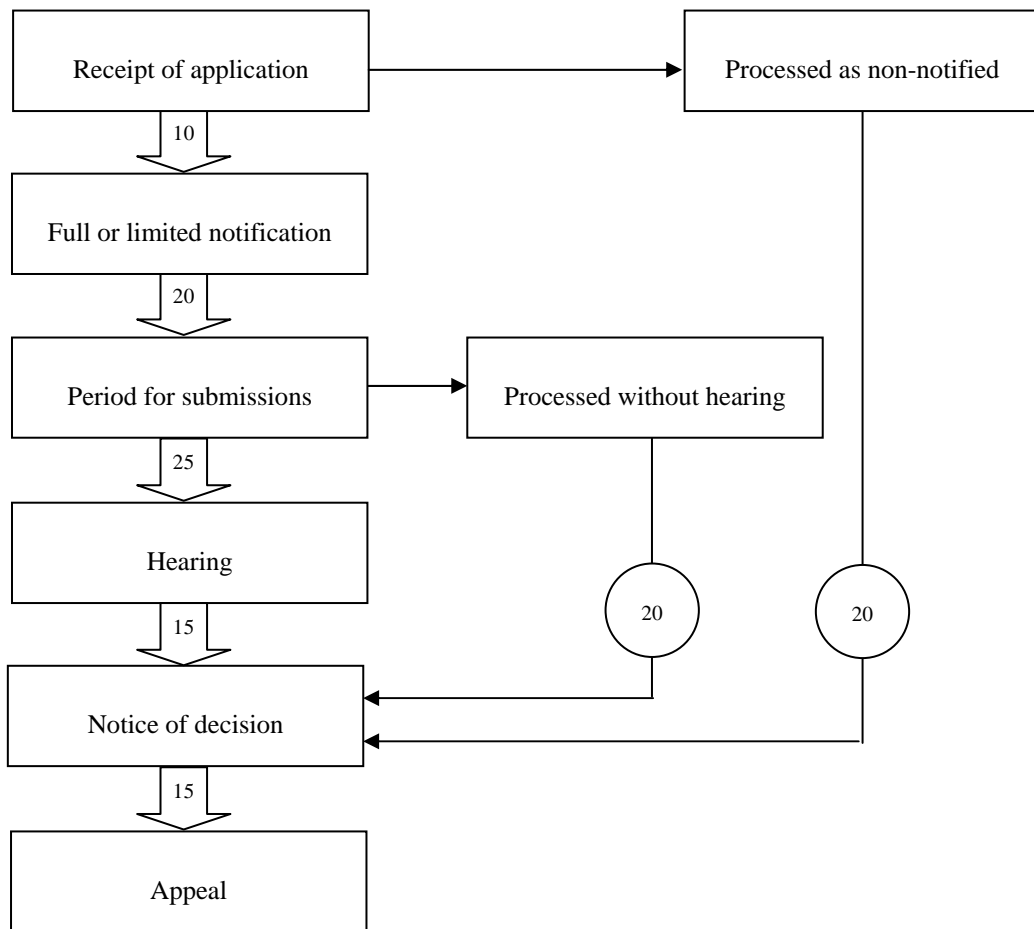 Receipt of application
Processed as non-notified
10
Full or limited notification
20
Period for submissions
Processed without hearing
25
Hearing
15
20
20
Notice of decision
15
Appeal